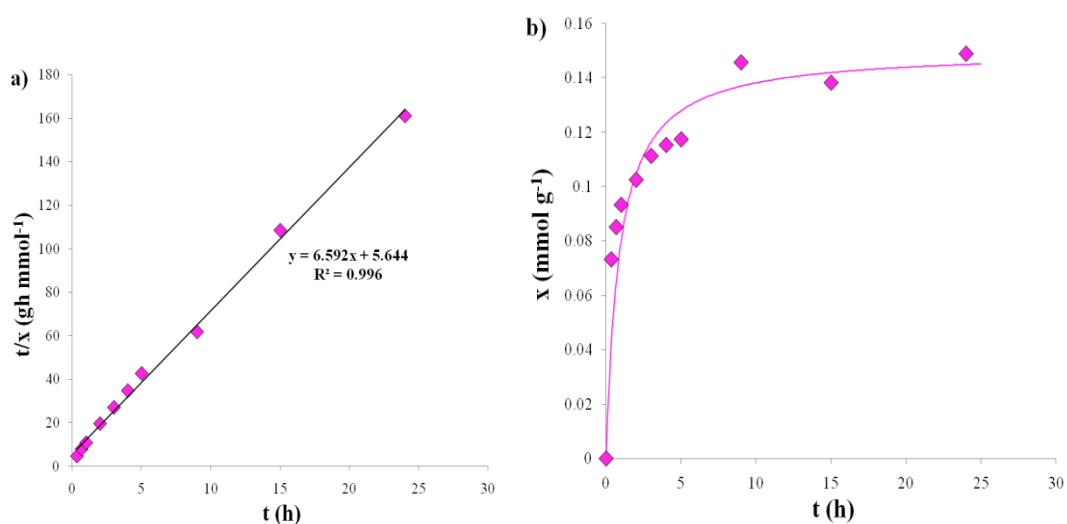 a)
180
160
140
120
100
80
60
40
20
0
0 5 10 15 20 25 30
t/x (gh mmol⁻¹)
t (h)
y = 6.592x + 5.644
R² = 0.996
b)
0.16
0.14
0.12
0.1
0.08
0.06
0.04
0.02
0
0 5 10 15 20 25 30
x (mmol g⁻¹)
t (h)